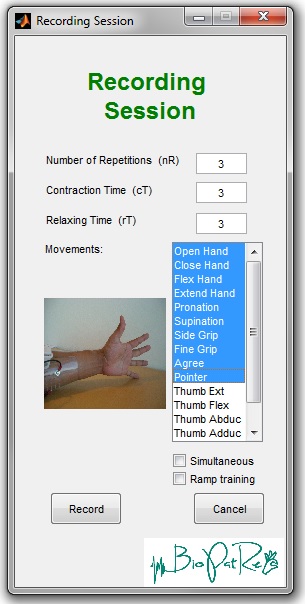 Recording Session
Recording
Session
Number of Repetitions (nR) 3
Contraction Time (cT) 3
Relaxing Time (rT) 3
Movements:
Open Hand
Close Hand
Flex Hand
Extend Hand
Pronation
Supination
Side Grip
Fine Grip
Agree
Pointer
Thumb Ext
Thumb Flex
Thumb Abduc
Thumb Adduc
Simultaneous
Ramp training
Record Cancel
BioPatRec